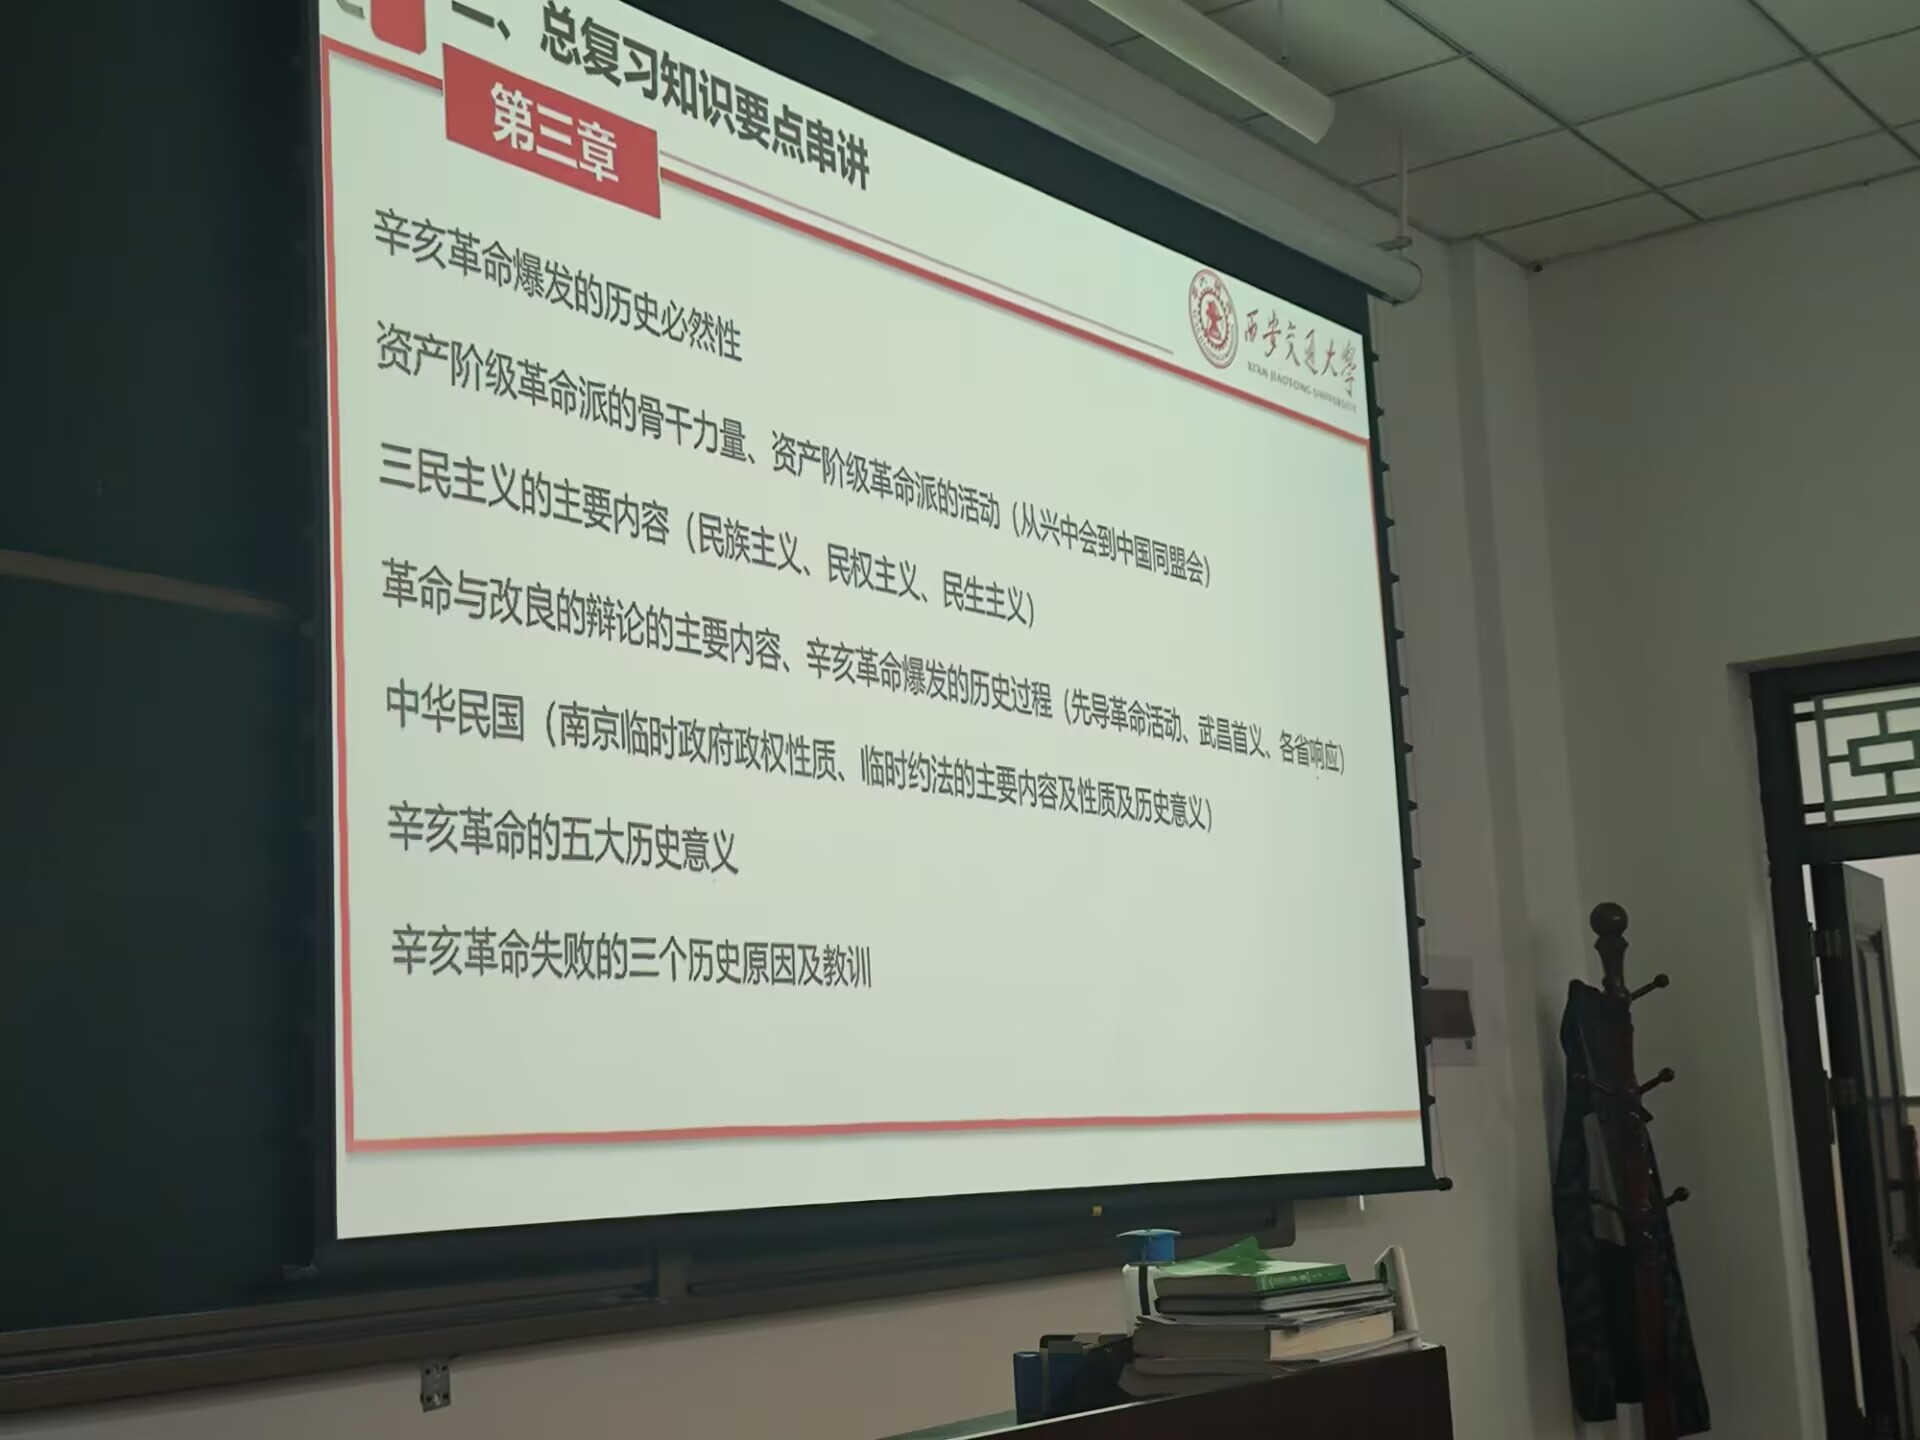 一、总复习知识要点串讲
第三章
西安交通大学
XI'AN JIAOTONG UNIVERSITY
辛亥革命爆发的历史必然性
资产阶级革命派的骨干力量、资产阶级革命派的活动（从兴中会到中国同盟会）
三民主义的主要内容（民族主义、民权主义、民生主义）
革命与改良的辩论的主要内容、辛亥革命爆发的历史过程（先导革命活动、武昌首义、各省响应）
中华民国（南京临时政府政权性质、临时约法的主要内容及性质及历史意义）
辛亥革命的五大历史意义
辛亥革命失败的三个历史原因及教训